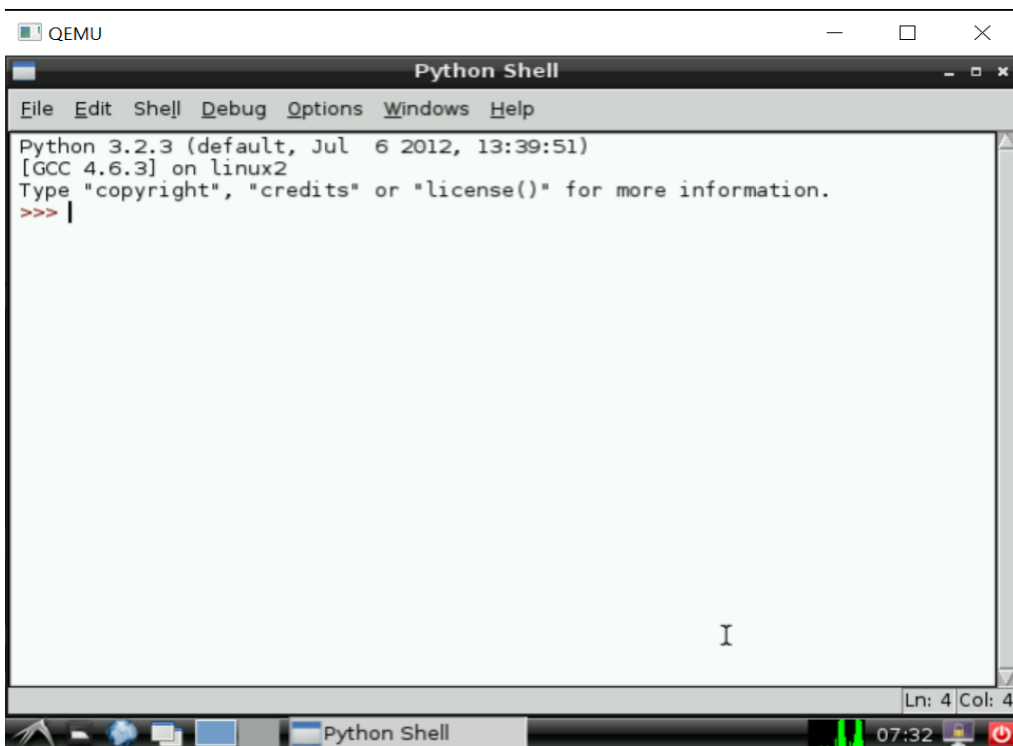 QEMU
Python Shell
File Edit Shell Debug Options Windows Help
Python 3.2.3 (default, Jul  6 2012, 13:39:51)
[GCC 4.6.3] on linux2
Type "copyright", "credits" or "license()" for more information.
>>>
Ln: 4 Col: 4
Python Shell 07:32